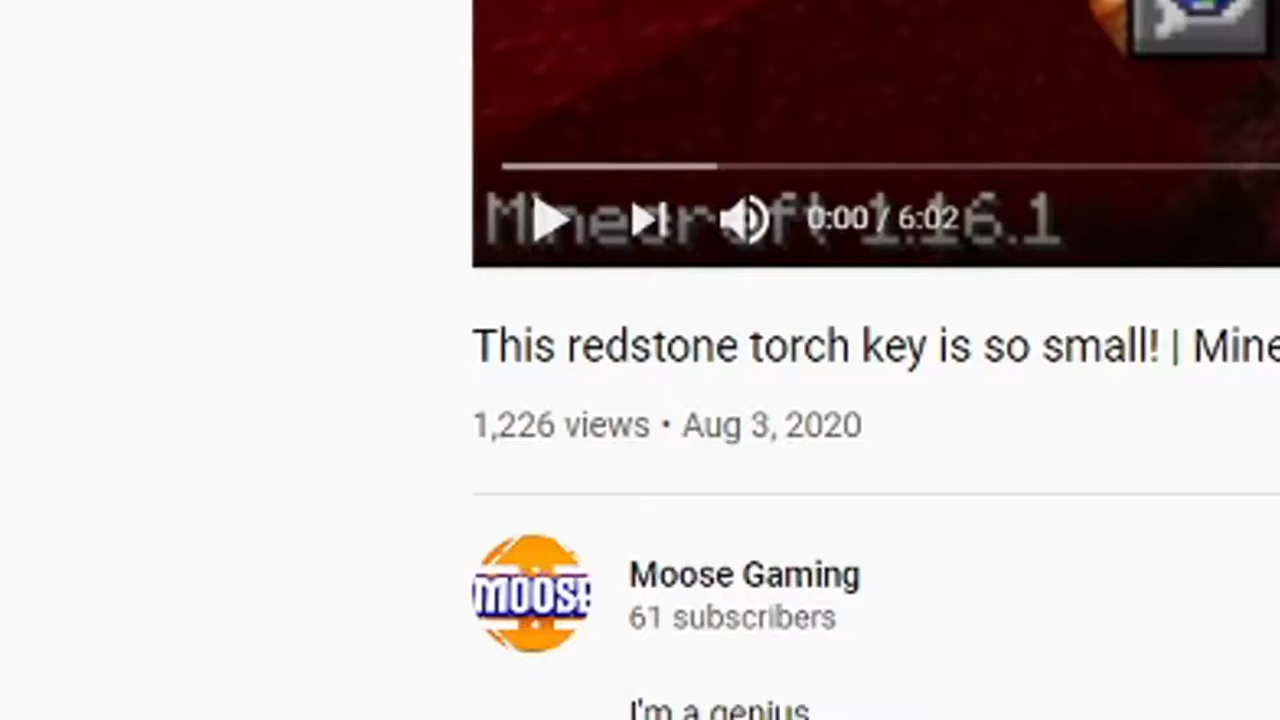 Minecraft 1.16.1
0:00 / 6:02
This redstone torch key is so small! | Mine
1,226 views • Aug 3, 2020
MOOSE
Moose Gaming
61 subscribers
I'm a genius